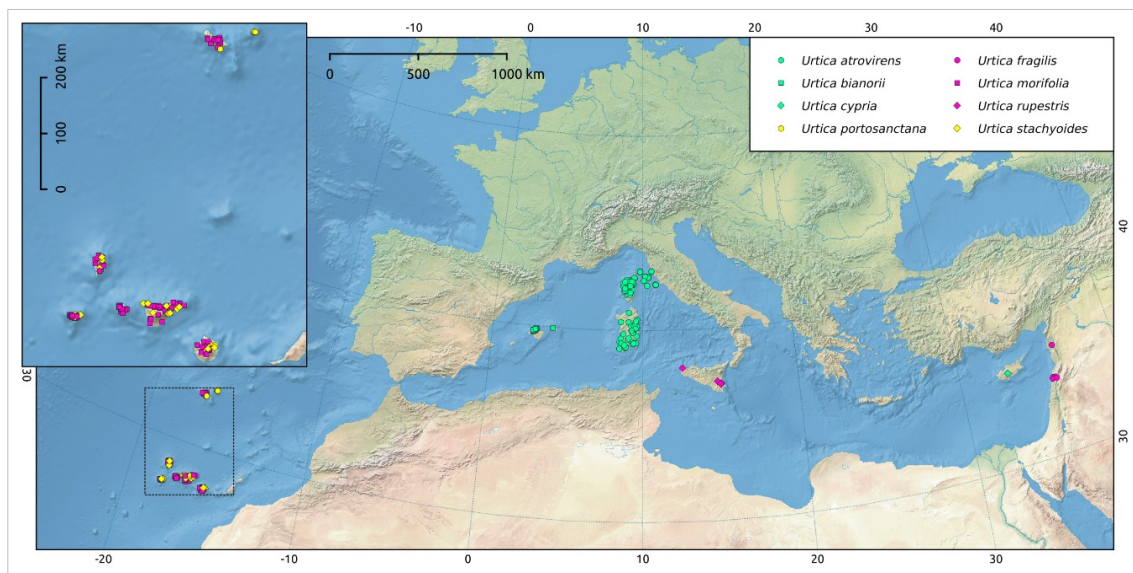 -10
0
10
20
30
40
200 km
100
0
0
500
1000 km
Urtica atrovirens
Urtica fragilis
Urtica bianorii
Urtica morifolia
Urtica cypria
Urtica rupestris
Urtica portosanctana
Urtica stachyoides
40
30
30
-20
-10
0
10
20
30